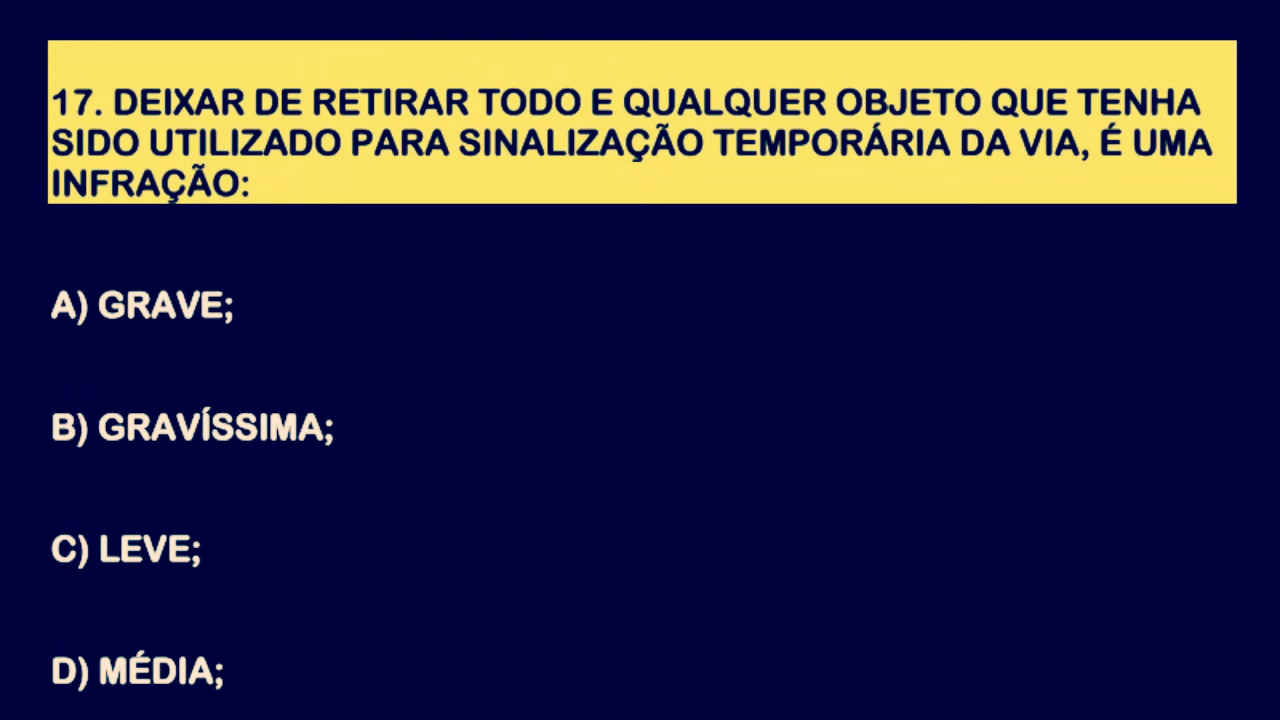 17. DEIXAR DE RETIRAR TODO E QUALQUER OBJETO QUE TENHA
SIDO UTILIZADO PARA SINALIZAÇÃO TEMPORÁRIA DA VIA, É UMA
INFRAÇÃO:
A) GRAVE;
B) GRAVÍSSIMA;
C) LEVE;
D) MÉDIA;